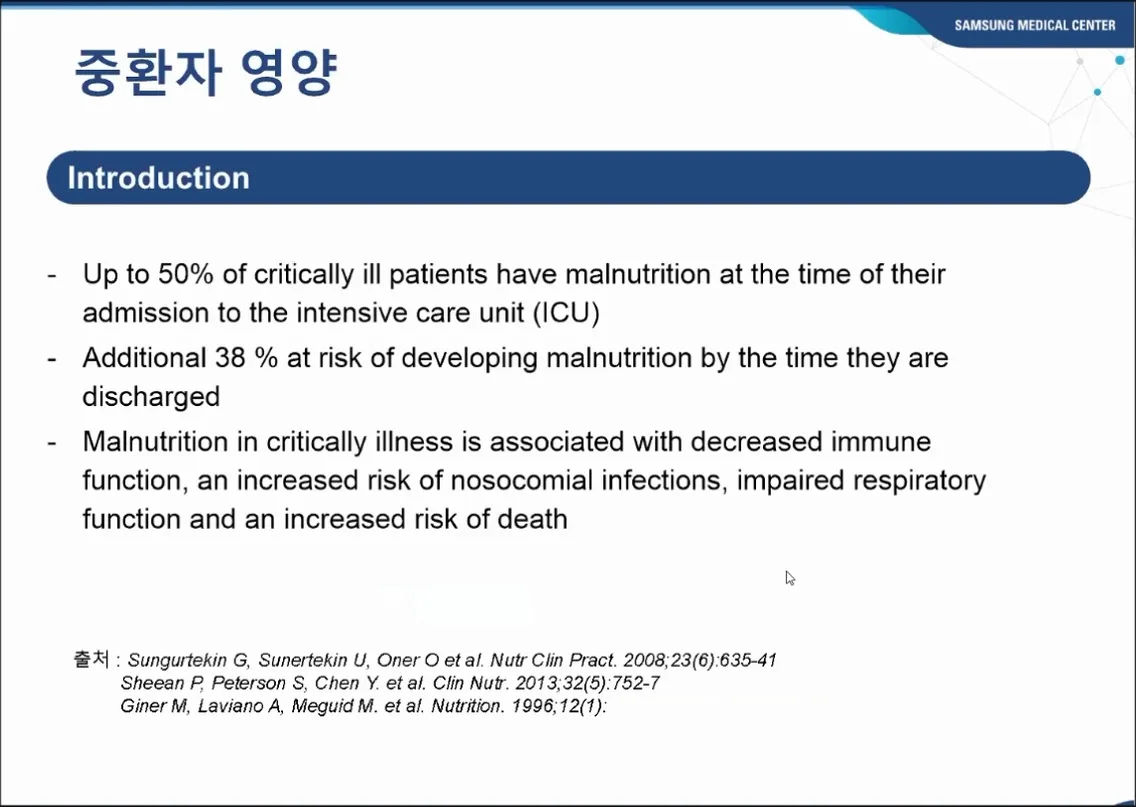 SAMSUNG MEDICAL CENTER
중환자 영양
Introduction
- Up to 50% of critically ill patients have malnutrition at the time of their
admission to the intensive care unit (ICU)
- Additional 38 % at risk of developing malnutrition by the time they are
discharged
- Malnutrition in critically illness is associated with decreased immune
function, an increased risk of nosocomial infections, impaired respiratory
function and an increased risk of death
출처 : Sungurtekin G, Sunertekin U, Oner O et al. Nutr Clin Pract. 2008;23(6):635-41
Sheean P, Peterson S, Chen Y. et al. Clin Nutr. 2013;32(5):752-7
Giner M, Laviano A, Meguid M. et al. Nutrition. 1996;12(1):